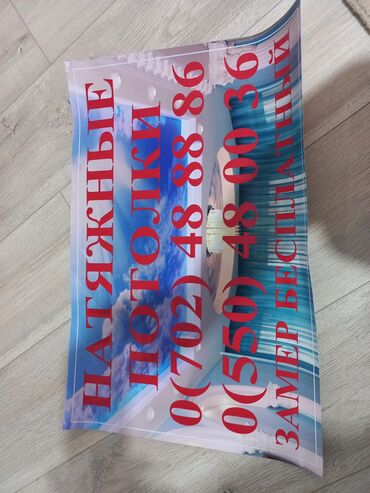 НАТЯЖНЫЕ
ПОТОЛКИ
0(702) 48 88 86
0(550) 48 00 36
ЗАМЕР БЕСПЛАТНЫЙ